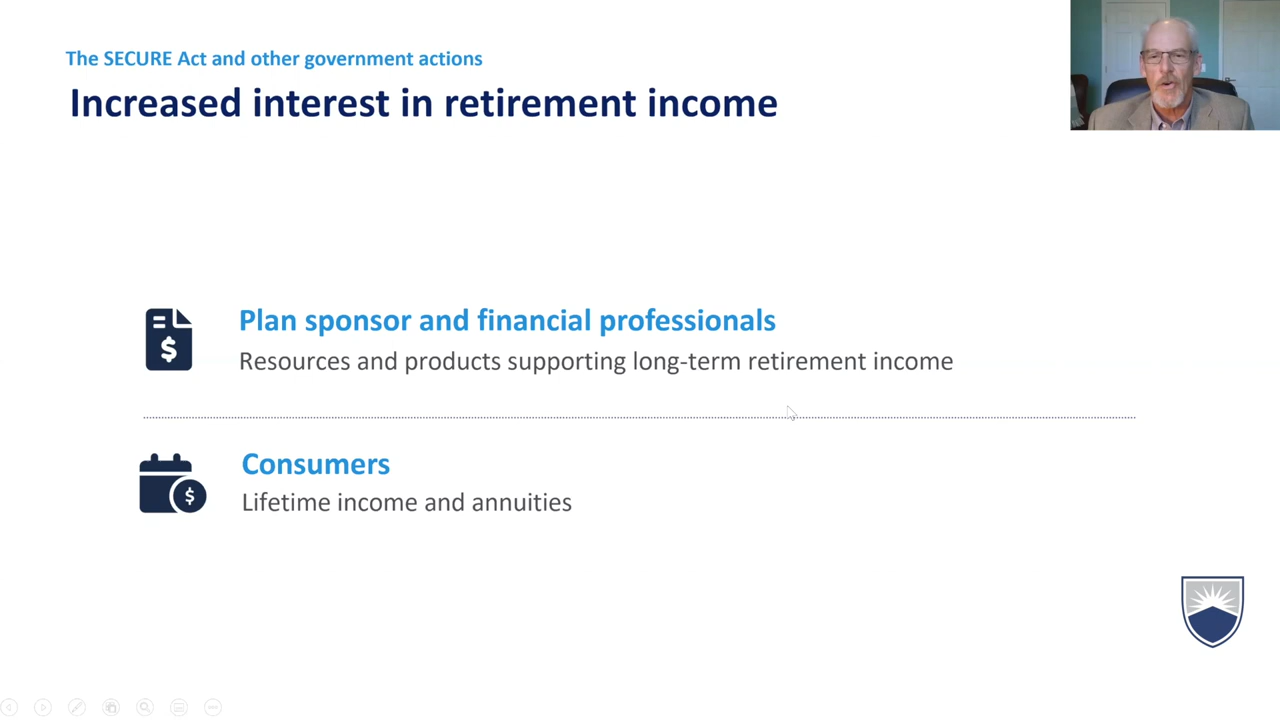 The SECURE Act and other government actions
Increased interest in retirement income
$
Plan sponsor and financial professionals
Resources and products supporting long-term retirement income
$
Consumers
Lifetime income and annuities